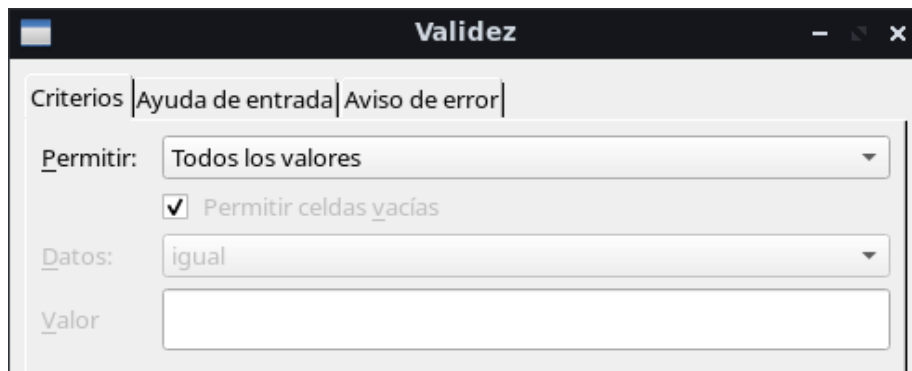 Validez
Criterios Ayuda de entrada Aviso de error
Permitir: Todos los valores
Permitir celdas vacías
Datos: igual
Valor